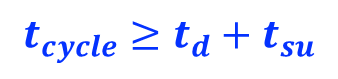 t_cycle ≥ t_d + t_su